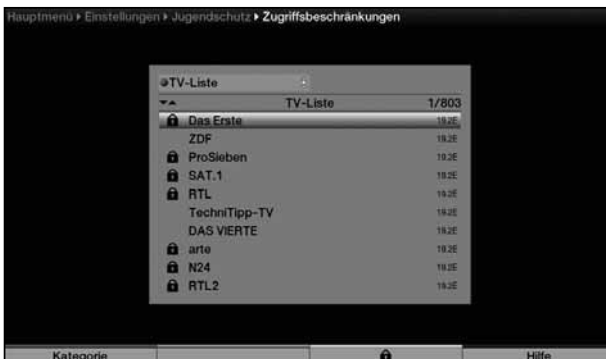 Hauptmenü Einstellungen Jugendschutz Zugriffsbeschränkungen
TV-Liste
TV-Liste 1/803
Das Erste 19.2E
ZDF 19.2E
ProSieben 19.2E
SAT.1 19.2E
RTL 19.2E
TechniTipp-TV 19.2E
DAS VIERTE 19.2E
arte 19.2E
N24 19.2E
RTL2 19.2E
Kategorie Hilfe